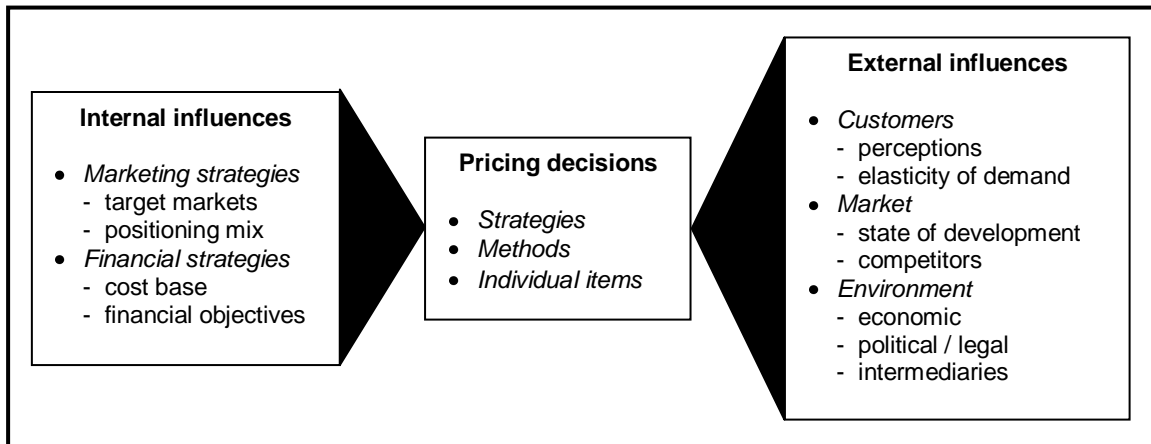 Internal influences
• Marketing strategies
- target markets
- positioning mix
• Financial strategies
- cost base
- financial objectives
Pricing decisions
• Strategies
• Methods
• Individual items
External influences
• Customers
- perceptions
- elasticity of demand
• Market
- state of development
- competitors
• Environment
- economic
- political / legal
- intermediaries